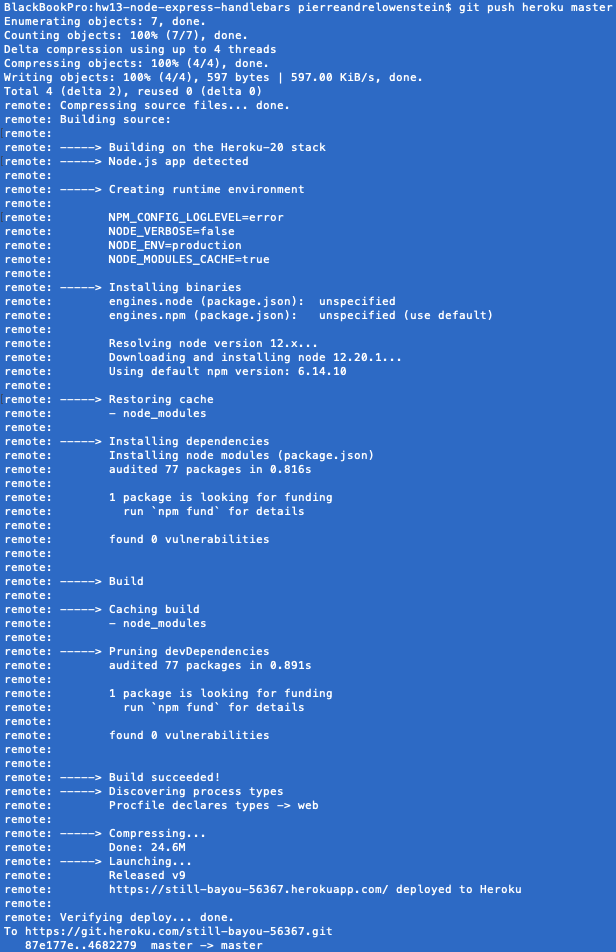 BlackBookPro:hw13-node-express-handlebars pierreandrelowenstein$ git push heroku master
Enumerating objects: 7, done.
Counting objects: 100% (7/7), done.
Delta compression using up to 4 threads
Compressing objects: 100% (4/4), done.
Writing objects: 100% (4/4), 597 bytes | 597.00 KiB/s, done.
Total 4 (delta 2), reused 0 (delta 0)
remote: Compressing source files... done.
remote: Building source:
remote:
remote: -----> Building on the Heroku-20 stack
remote: -----> Node.js app detected
remote:
remote: -----> Creating runtime environment
remote:
remote:        NPM_CONFIG_LOGLEVEL=error
remote:        NODE_VERBOSE=false
remote:        NODE_ENV=production
remote:        NODE_MODULES_CACHE=true
remote:
remote: -----> Installing binaries
remote:        engines.node (package.json):  unspecified
remote:        engines.npm (package.json):   unspecified (use default)
remote:
remote:        Resolving node version 12.x...
remote:        Downloading and installing node 12.20.1...
remote:        Using default npm version: 6.14.10
remote:
remote: -----> Restoring cache
remote:        - node_modules
remote:
remote: -----> Installing dependencies
remote:        Installing node modules (package.json)
remote:        audited 77 packages in 0.816s
remote:
remote:        1 package is looking for funding
remote:          run `npm fund` for details
remote:
remote:        found 0 vulnerabilities
remote:
remote:
remote: -----> Build
remote:
remote: -----> Caching build
remote:        - node_modules
remote:
remote: -----> Pruning devDependencies
remote:        audited 77 packages in 0.891s
remote:
remote:        1 package is looking for funding
remote:          run `npm fund` for details
remote:
remote:        found 0 vulnerabilities
remote:
remote:
remote: -----> Build succeeded!
remote: -----> Discovering process types
remote:        Procfile declares types -> web
remote:
remote: -----> Compressing...
remote:        Done: 24.6M
remote: -----> Launching...
remote:        Released v9
remote:        https://still-bayou-56367.herokuapp.com/ deployed to Heroku
remote:
remote: Verifying deploy... done.
To https://git.heroku.com/still-bayou-56367.git
   87e177e..4682279  master -> master